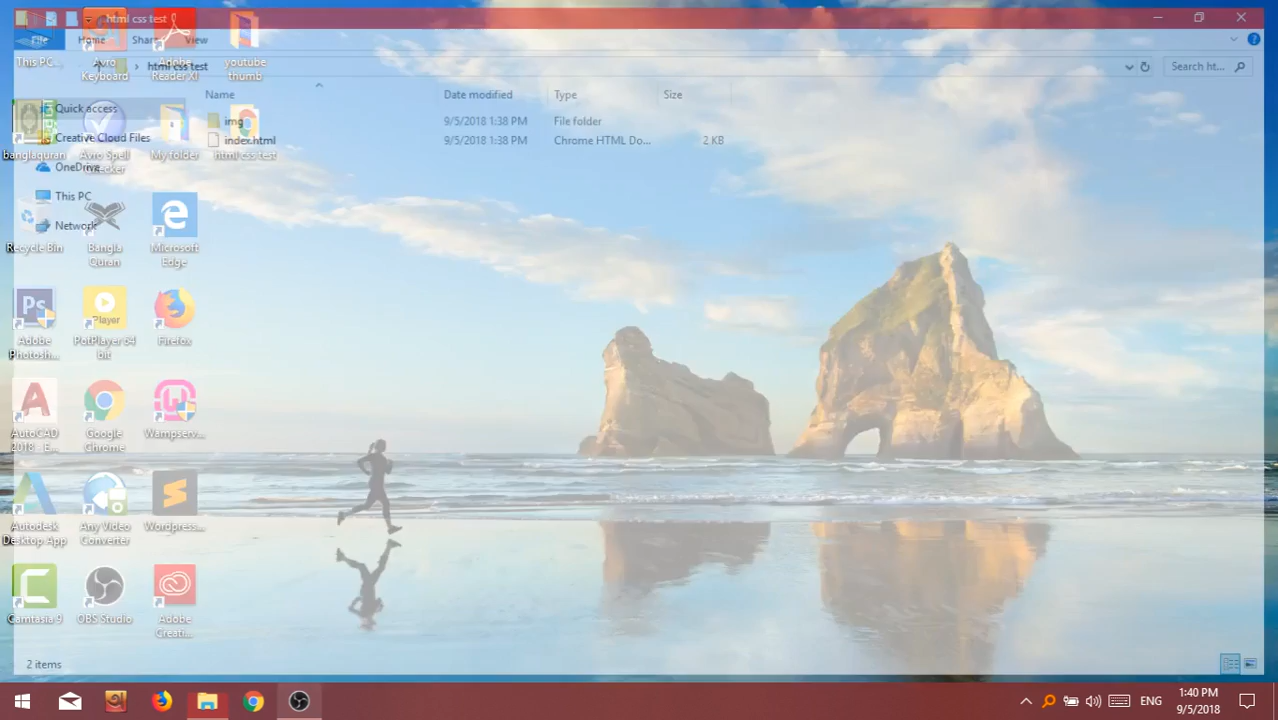 html css test
File
Home
Share
View
html css test
Search ht...
Name
Date modified
Type
Size
img
9/5/2018 1:38 PM
File folder
index.html
9/5/2018 1:38 PM
Chrome HTML Do...
2 KB
Quick access
Creative Cloud Files
OneDrive
This PC
Network
This PC
Avro
Keyboard
Adobe
Reader XI
youtube
thumb
banglaquran
Avro Spell
Checker
My folder
html css test
Recycle Bin
Bangla
Quran
Microsoft
Edge
Adobe
Photosh...
PotPlayer 64
bit
Firefox
AutoCAD
2018 - E...
Google
Chrome
Wampserv...
Autodesk
Desktop App
Any Video
Converter
Wordpress...
Camtasia 9
OBS Studio
Adobe
Creati...
Ps
Player
2 items
ENG
1:40 PM
9/5/2018